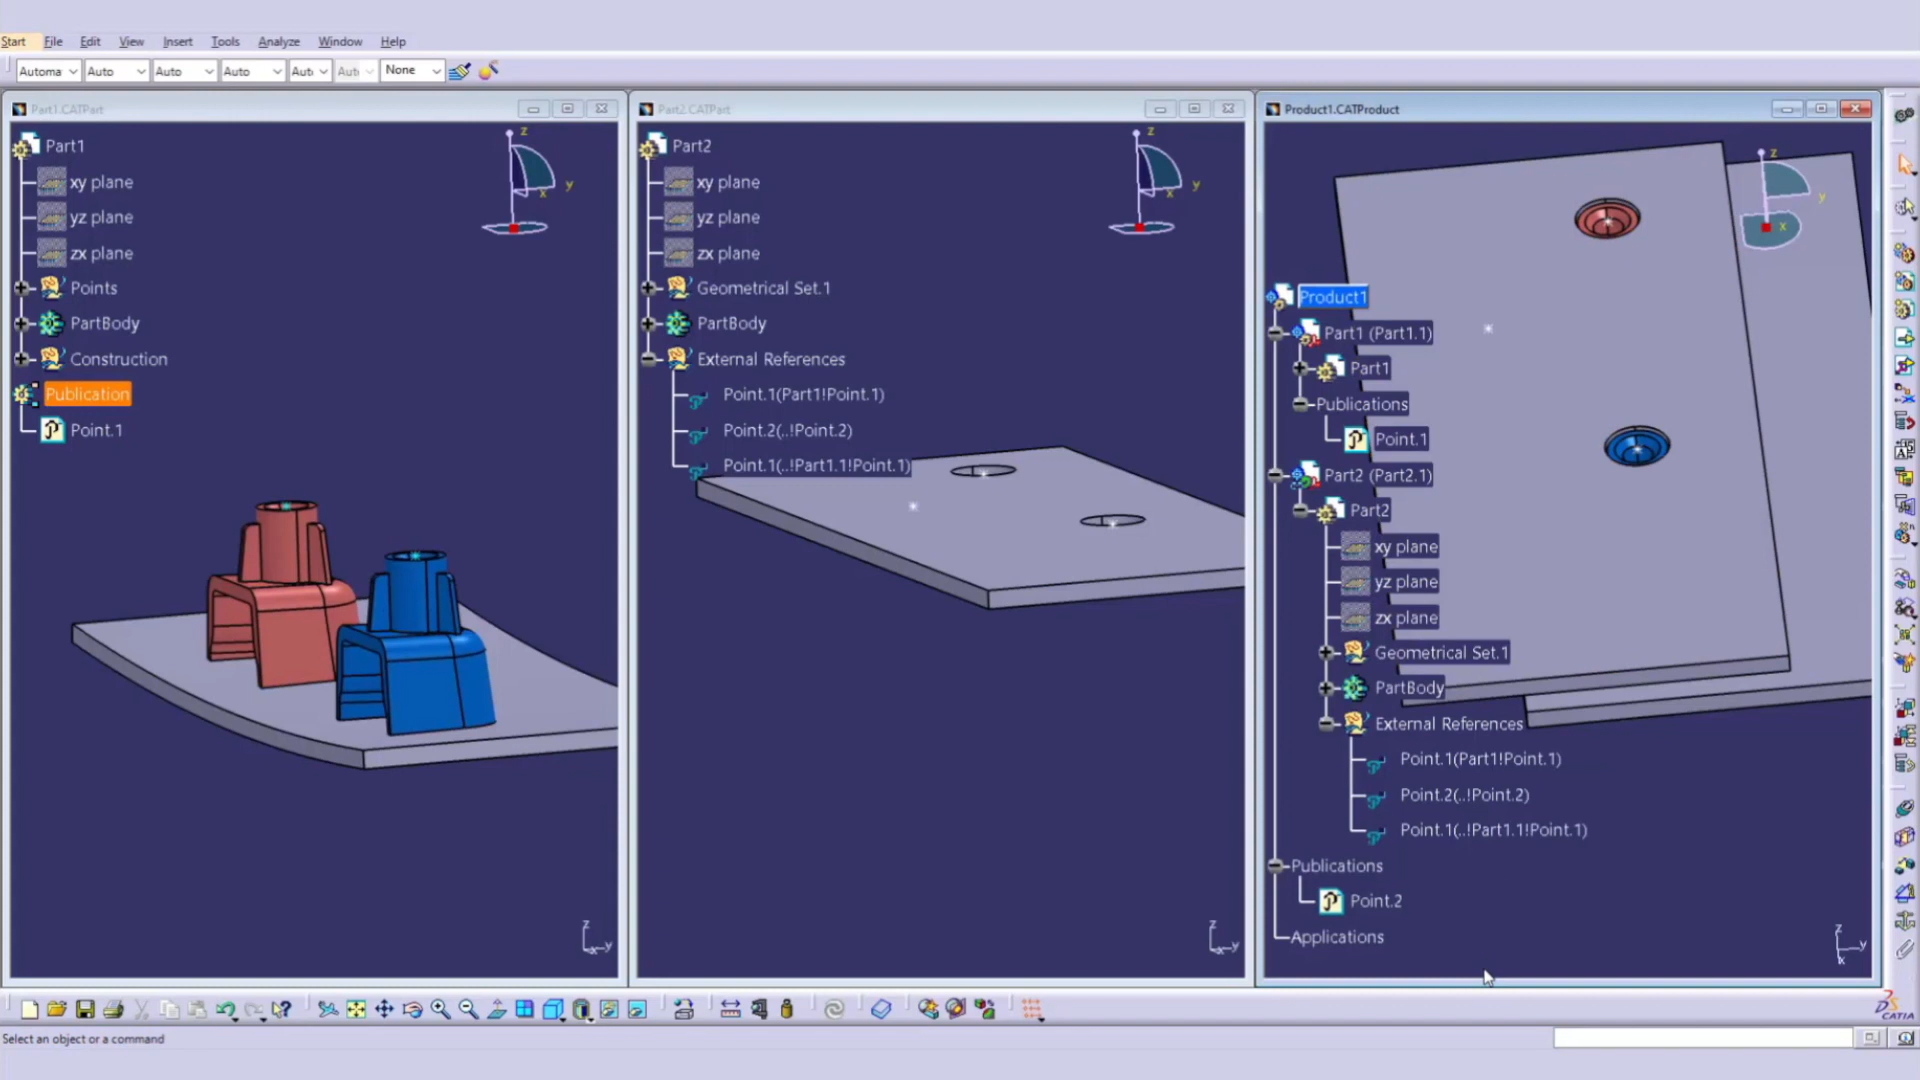 Start File Edit View Insert Tools Analyze Window Help
Automa Auto Auto Auto Aut None
Part1.CATPart
Part1
xy plane
yz plane
zx plane
Points
PartBody
Construction
Publication
Point.1
z
y
x
z
x y
Part2.CATPart
Part2
xy plane
yz plane
zx plane
Geometrical Set.1
PartBody
External References
Point.1(Part1!Point.1)
Point.2(..!Point.2)
Point.1(..!Part1.1!Point.1)
z
y
x
z
x y
Product1.CATProduct
Product1
Part1 (Part1.1)
Part1
Publications
Point.1
Part2 (Part2.1)
Part2
xy plane
yz plane
zx plane
Geometrical Set.1
PartBody
External References
Point.1(Part1!Point.1)
Point.2(..!Point.2)
Point.1(..!Part1.1!Point.1)
Publications
Point.2
Applications
z
y
x
z
y
x
CATIA
Select an object or a command